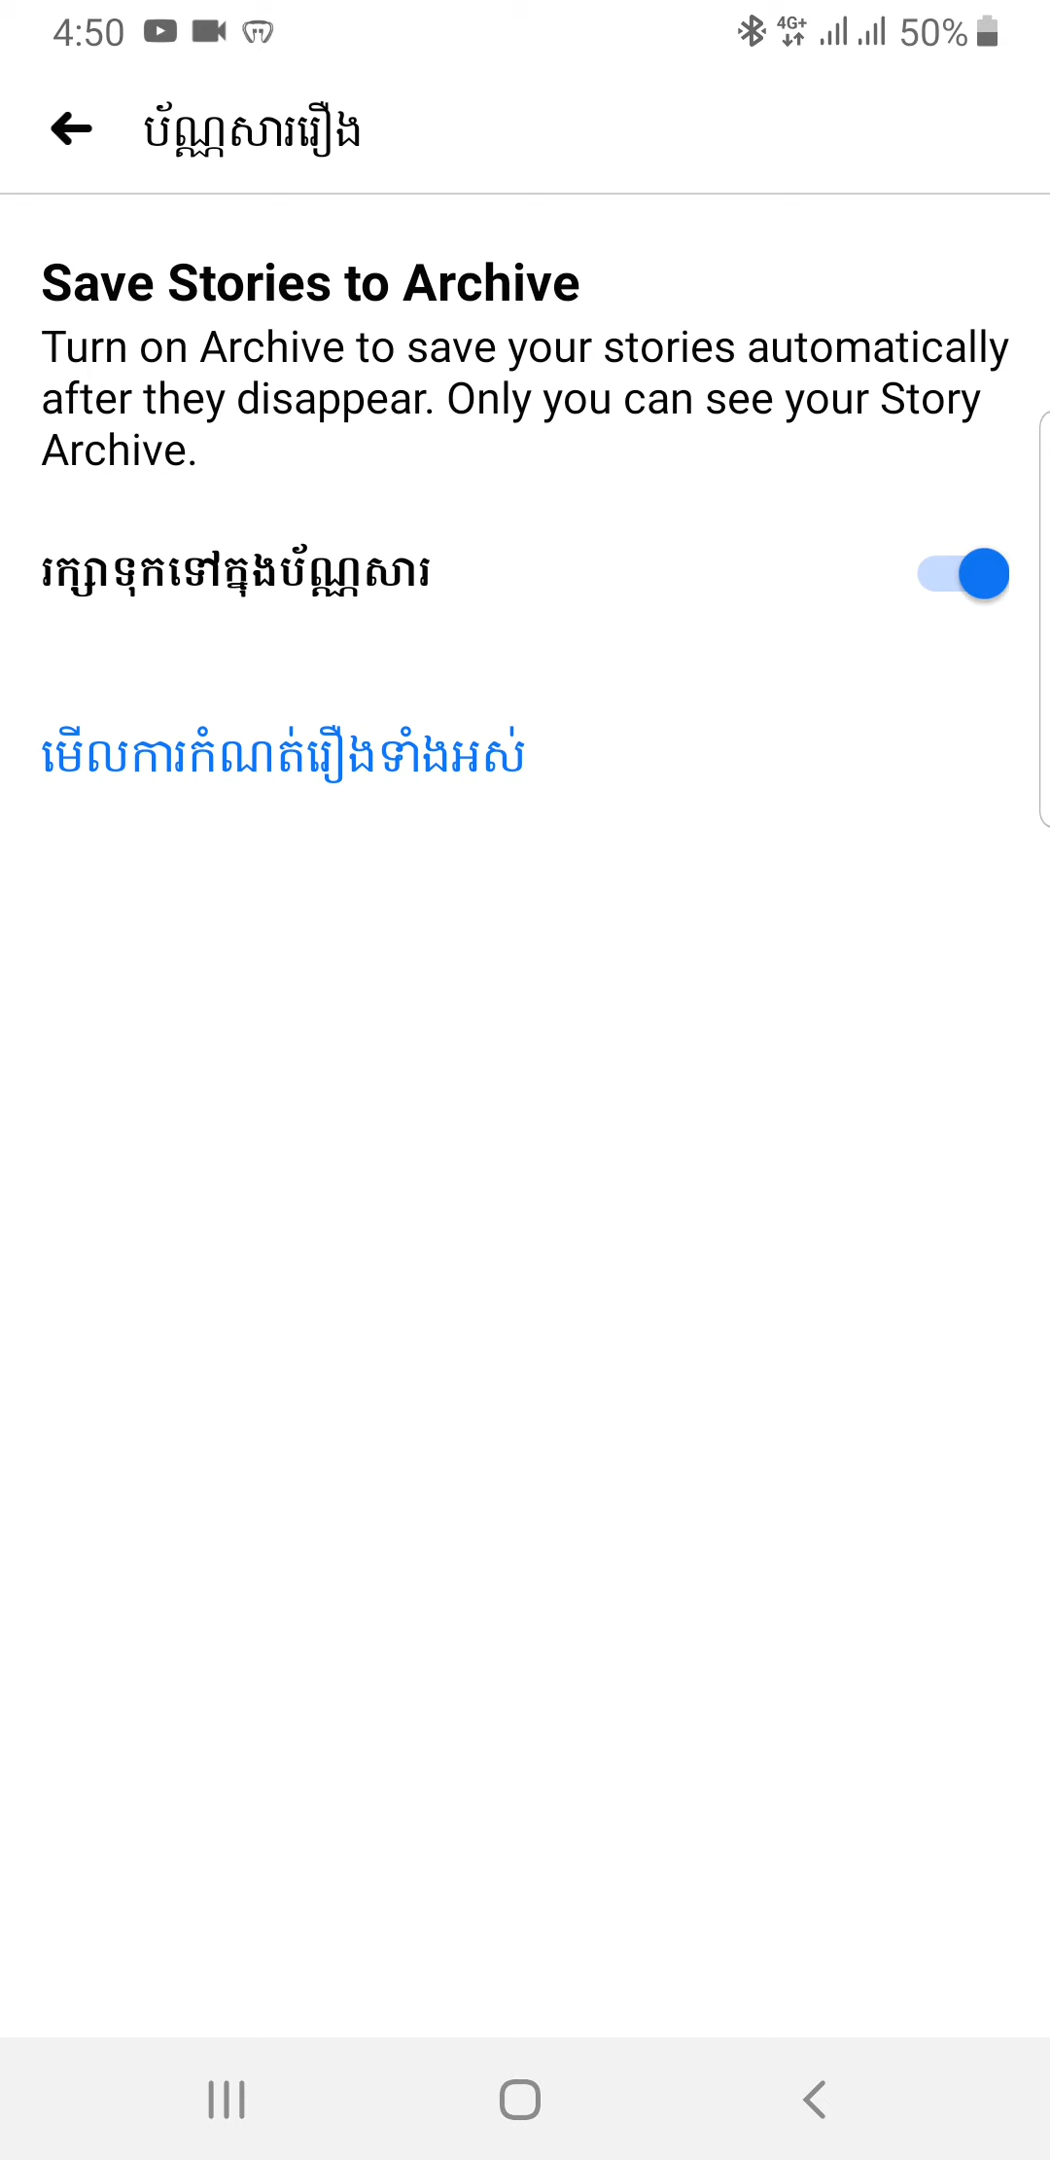 4:50 4G+ 50%
ប័ណ្ណសាររឿង
Save Stories to Archive
Turn on Archive to save your stories automatically
after they disappear. Only you can see your Story
Archive.
រក្សាទុកទៅក្នុងប័ណ្ណសារ
មើលការកំណត់រឿងទាំងអស់